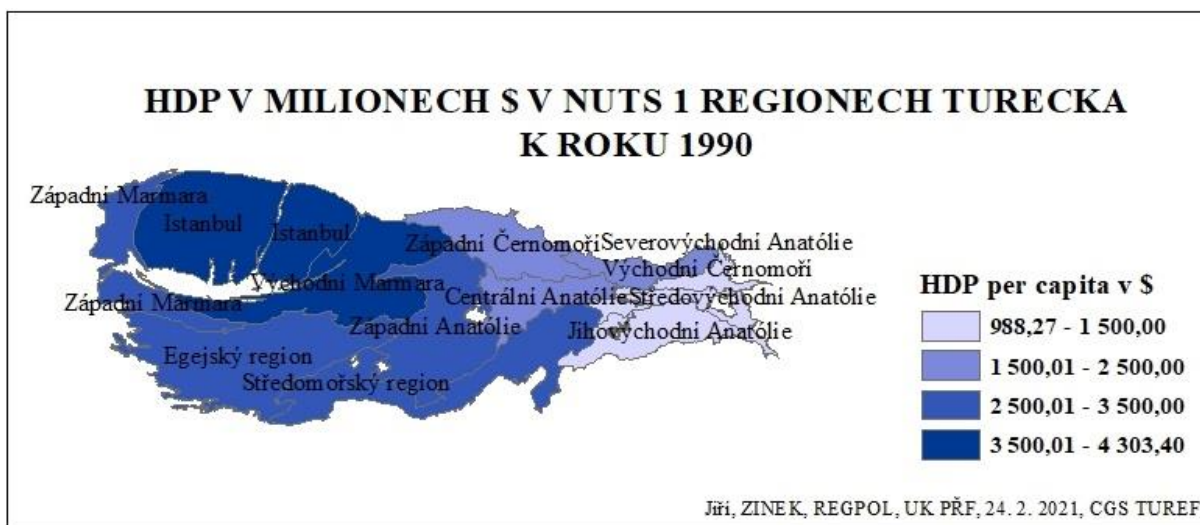 HDP V MILIONECH $ V NUTS 1 REGIONECH TURECKA
K ROKU 1990
Západní Marmara
Istanbul
Istanbul
Západní Černomoří
Severovýchodní Anatólie
Východní Černomoří
Východní Marmara
Západní Marmara
Centrální Anatólie
Středovýchodní Anatólie
Západní Anatólie
Jihovýchodní Anatólie
Egejský region
Středomořský region
HDP per capita v $
988,27 - 1 500,00
1 500,01 - 2 500,00
2 500,01 - 3 500,00
3 500,01 - 4 303,40
Jiří, ZINEK, REGPOL, UK PŘF, 24. 2. 2021, CGS TUREF